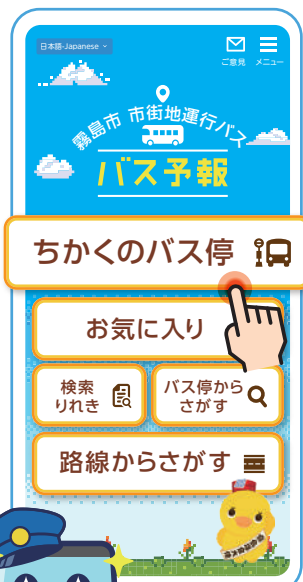 日本語-Japanese
ご意見 メニュー
霧島市 市街地運行バス
バス予報
ちかくのバス停
お気に入り
検索
りれき
バス停から
さがす
路線からさがす